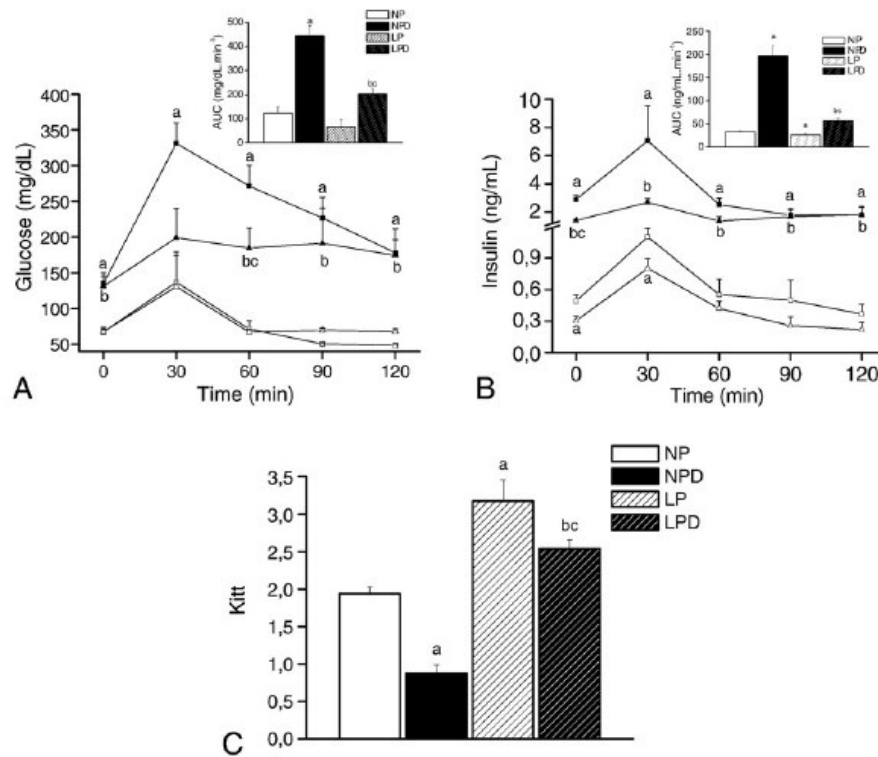 NP
NPD
LP
LPD
AUC (mg/dL.min⁻¹)
500
400
300
200
100
0
a
bc
400
350
300
250
200
150
100
50
Glucose (mg/dL)
a
a
a
a
a
b
bc
b
b
0 30 60 90 120
Time (min)
A
NP
NPD
LP
LPD
AUC (ng/mL.min⁻¹)
250
200
150
100
50
0
bc
10
8
6
4
2
0,9
0,6
0,3
0,0
Insulin (ng/mL)
a
a
a
a
a
bc
b
b
b
b
a
a
0 30 60 90 120
Time (min)
B
NP
NPD
LP
LPD
3,5
3,0
2,5
2,0
1,5
1,0
0,5
0,0
Kitt
a
a
bc
C